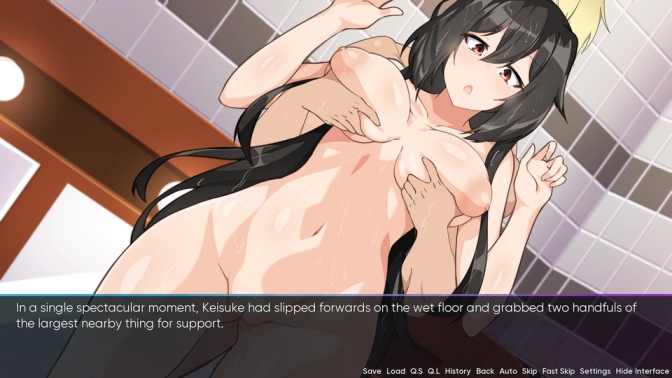 In a single spectacular moment, Keisuke had slipped forwards on the wet floor and grabbed two handfuls of
the largest nearby thing for support.
Save Load Q.S Q.L History Back Auto Skip Fast Skip Settings Hide Interface